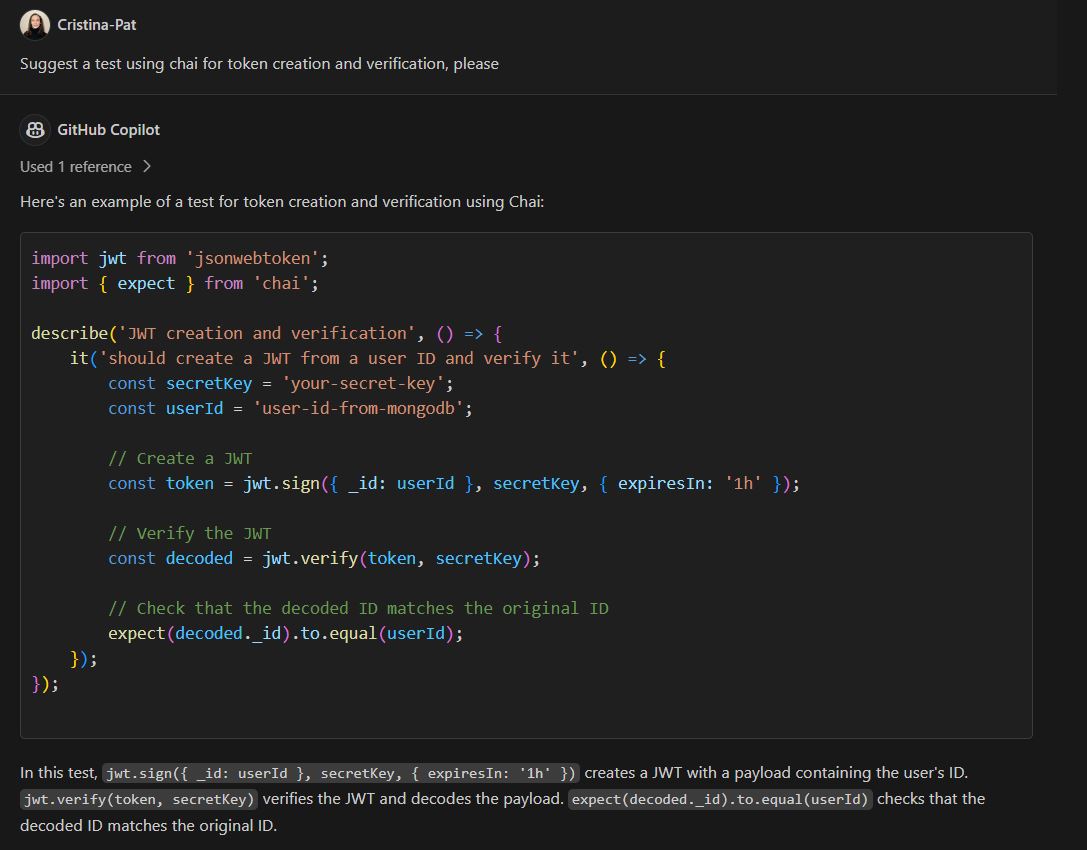 Cristina-Pat
Suggest a test using chai for token creation and verification, please
GitHub Copilot
Used 1 reference
Here's an example of a test for token creation and verification using Chai:
import jwt from 'jsonwebtoken';
import { expect } from 'chai';
describe('JWT creation and verification', () => {
    it('should create a JWT from a user ID and verify it', () => {
        const secretKey = 'your-secret-key';
        const userId = 'user-id-from-mongodb';
        // Create a JWT
        const token = jwt.sign({ _id: userId }, secretKey, { expiresIn: '1h' });
        // Verify the JWT
        const decoded = jwt.verify(token, secretKey);
        // Check that the decoded ID matches the original ID
        expect(decoded._id).to.equal(userId);
    });
});
In this test, jwt.sign({ _id: userId }, secretKey, { expiresIn: '1h' }) creates a JWT with a payload containing the user's ID.
jwt.verify(token, secretKey) verifies the JWT and decodes the payload. expect(decoded._id).to.equal(userId) checks that the
decoded ID matches the original ID.